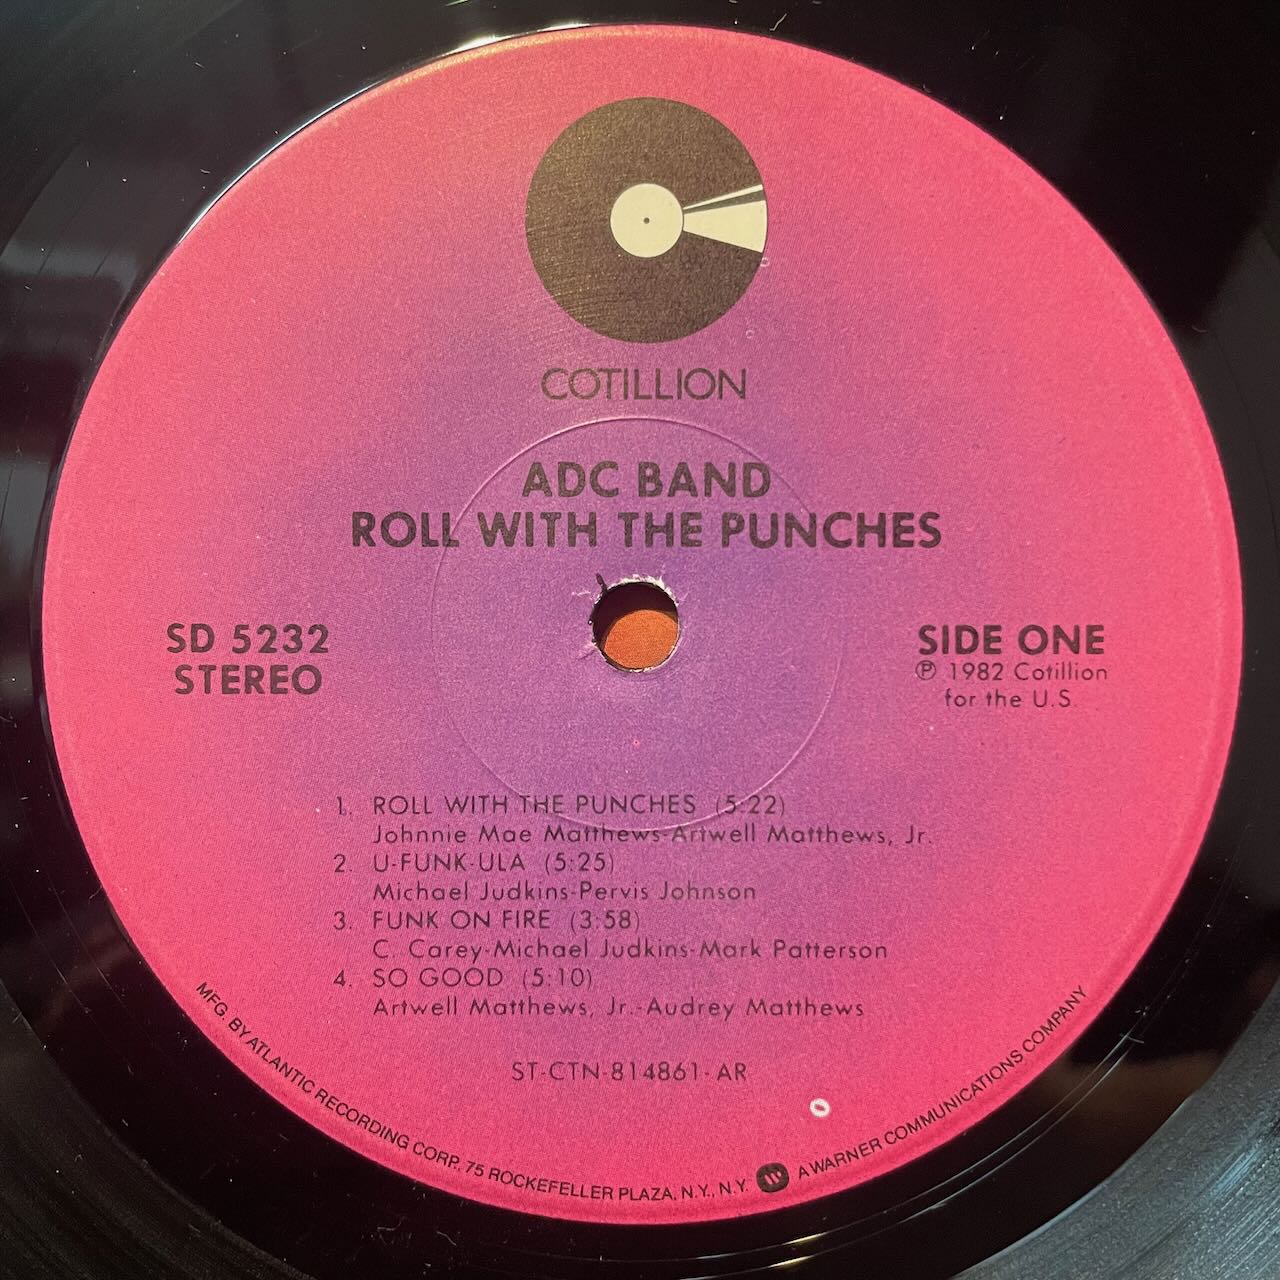 COTILLION
ADC BAND
ROLL WITH THE PUNCHES
SD 5232
STEREO
SIDE ONE
℗ 1982 Cotillion
for the U.S.
1. ROLL WITH THE PUNCHES (5:22)
Johnnie Mae Matthews-Artwell Matthews, Jr.
2. U-FUNK-ULA (5:25)
Michael Judkins-Pervis Johnson
3. FUNK ON FIRE (3:58)
C. Carey-Michael Judkins-Mark Patterson
4. SO GOOD (5:10)
Artwell Matthews, Jr.-Audrey Matthews
ST-CTN-814861-AR
MFG. BY ATLANTIC RECORDING CORP., 75 ROCKEFELLER PLAZA, N.Y., N.Y. W A WARNER COMMUNICATIONS COMPANY